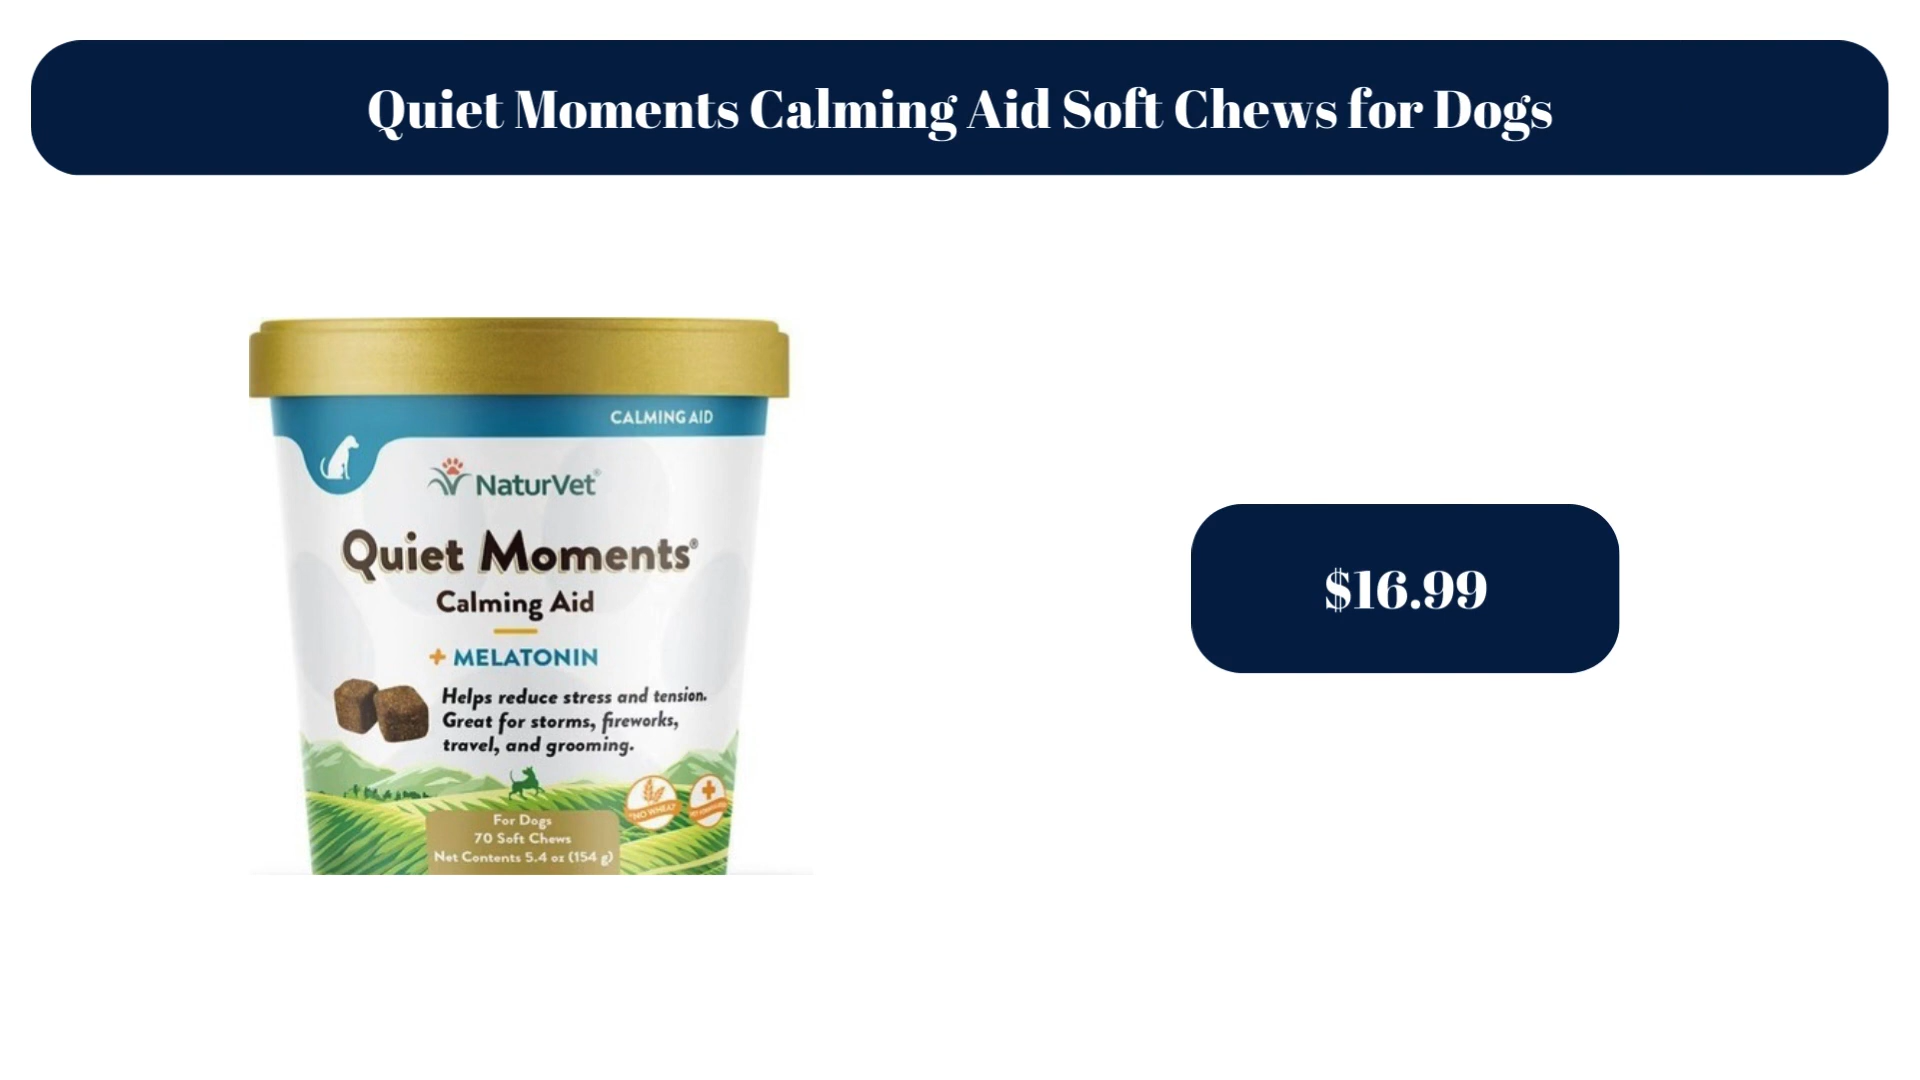 Quiet Moments Calming Aid Soft Chews for Dogs
CALMING AID
NaturVet®
Quiet Moments®
Calming Aid
+ MELATONIN
Helps reduce stress and tension.
Great for storms, fireworks,
travel, and grooming.
*NO WHEAT
For Dogs
70 Soft Chews
Net Contents 5.4 oz (154 g)
$16.99